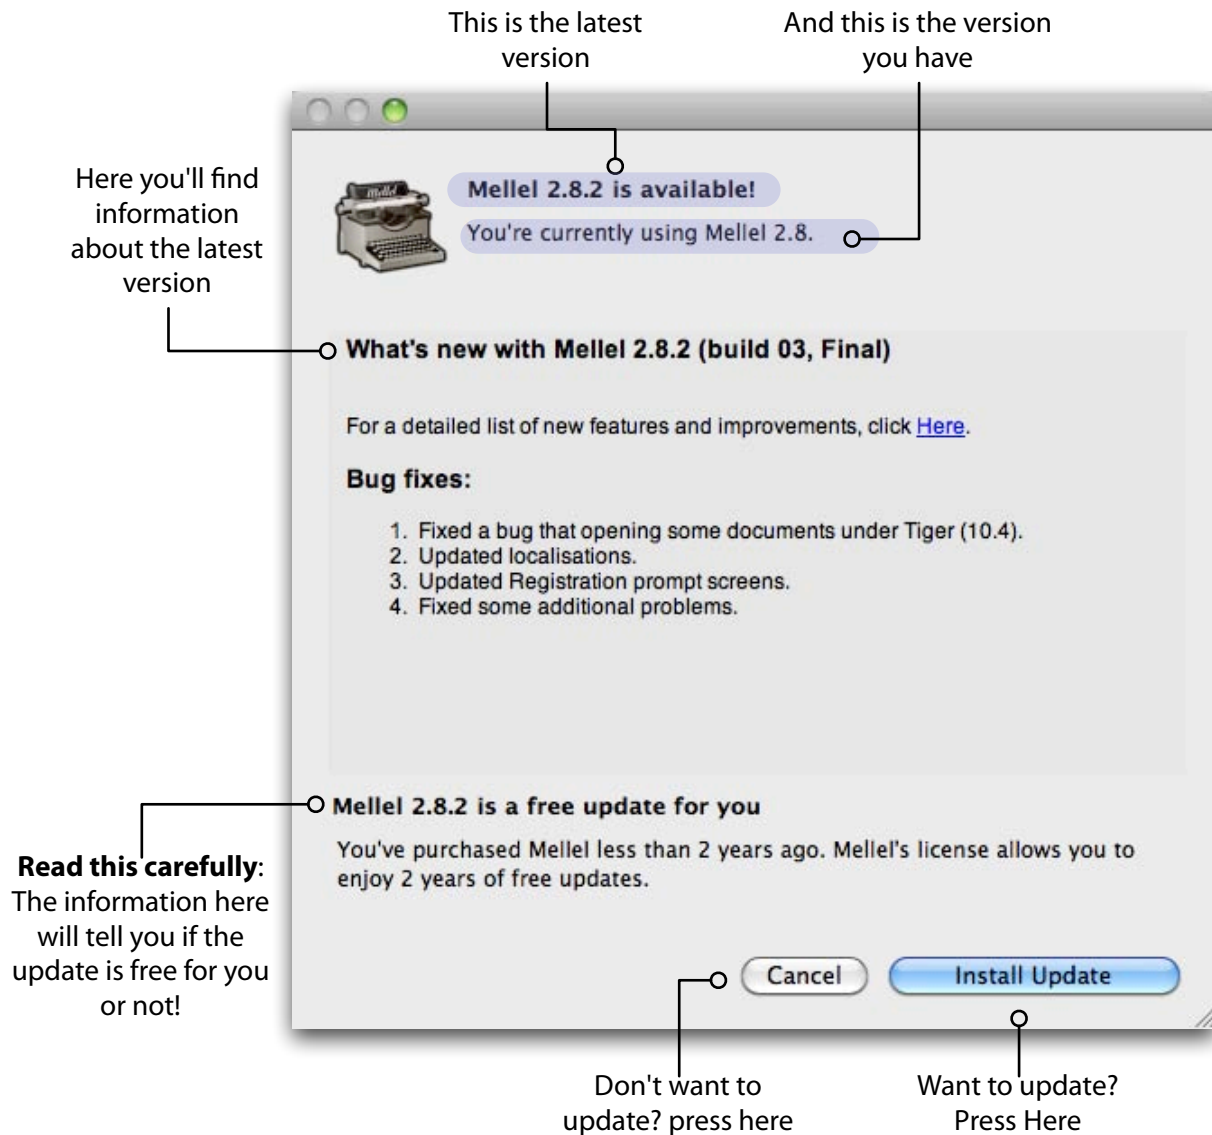 This is the latest
version
And this is the version
you have
Here you'll find
information
about the latest
version
Mellel
Mellel 2.8.2 is available!
You're currently using Mellel 2.8.
What's new with Mellel 2.8.2 (build 03, Final)
For a detailed list of new features and improvements, click Here.
Bug fixes:
1. Fixed a bug that opening some documents under Tiger (10.4).
2. Updated localisations.
3. Updated Registration prompt screens.
4. Fixed some additional problems.
Mellel 2.8.2 is a free update for you
You've purchased Mellel less than 2 years ago. Mellel's license allows you to
enjoy 2 years of free updates.
Read this carefully:
The information here
will tell you if the
update is free for you
or not!
Cancel
Install Update
Don't want to
update? press here
Want to update?
Press Here